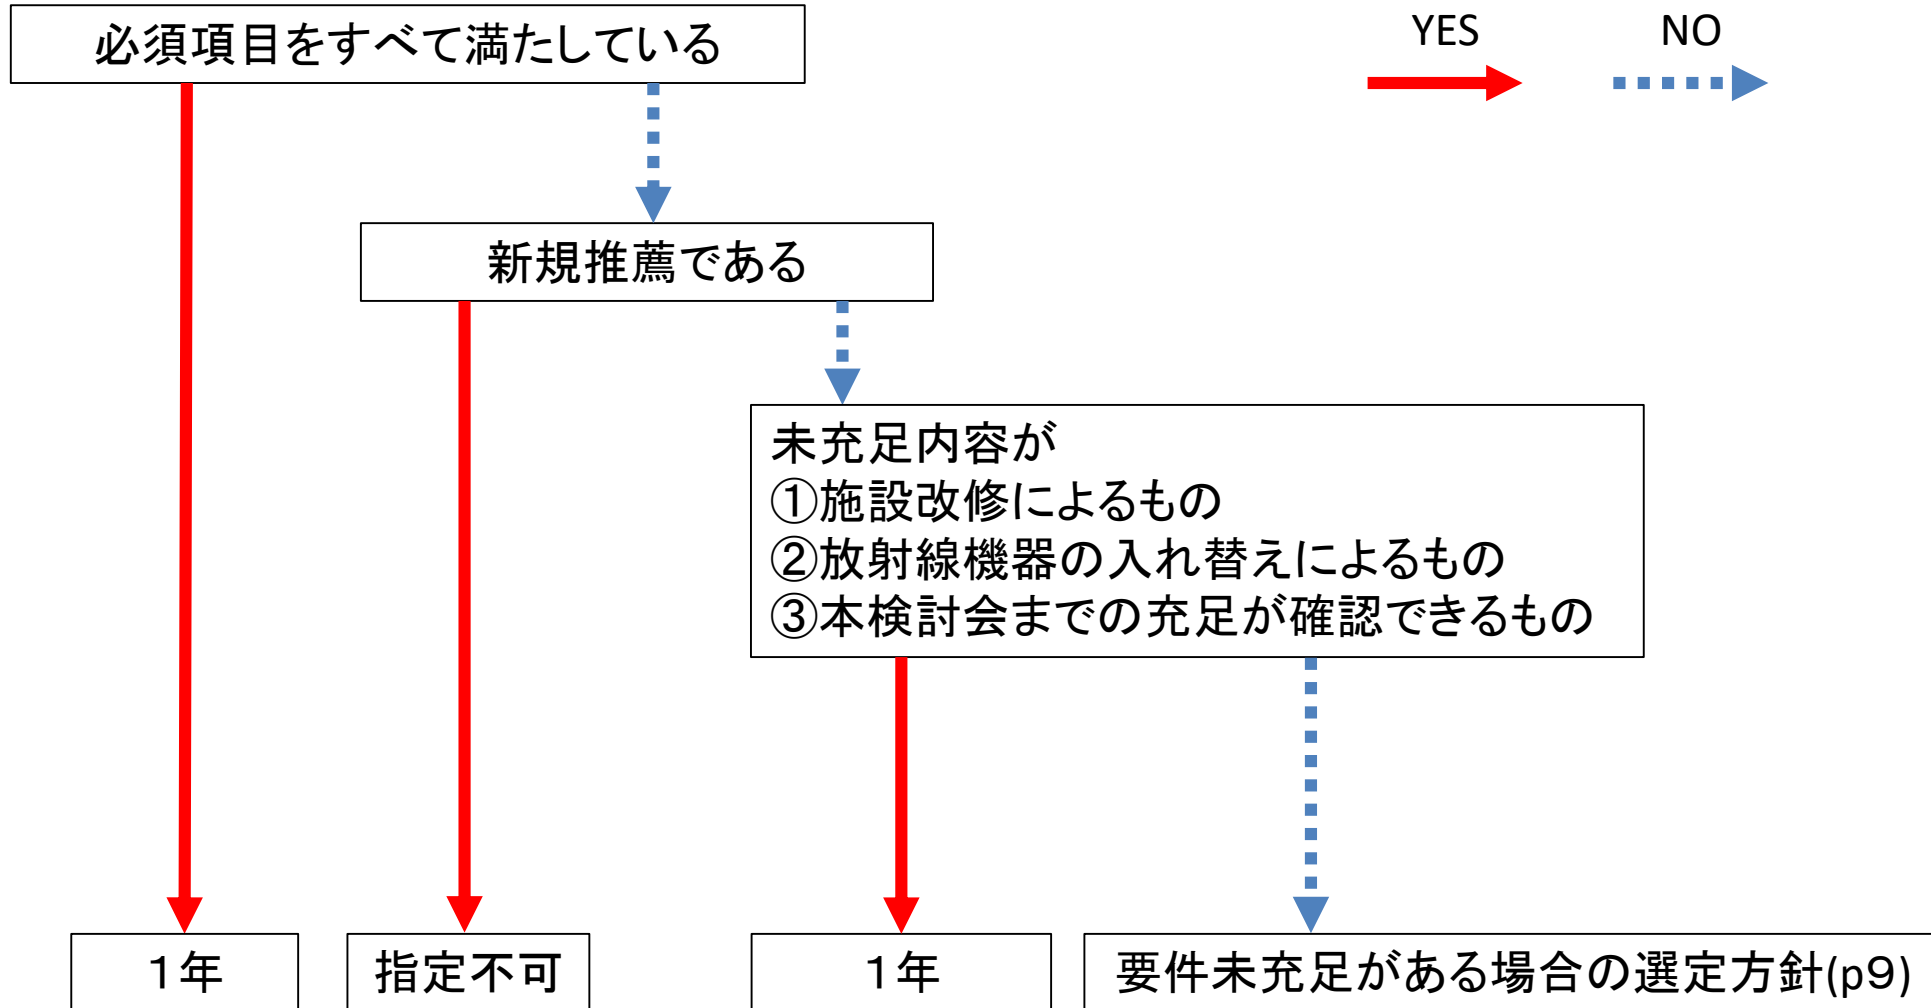 必須項目をすべて満たしている
YES
NO
新規推薦である
未充足内容が
①施設改修によるもの
②放射線機器の入れ替えによるもの
③本検討会までの充足が確認できるもの
１年
指定不可
１年
要件未充足がある場合の選定方針(p９)